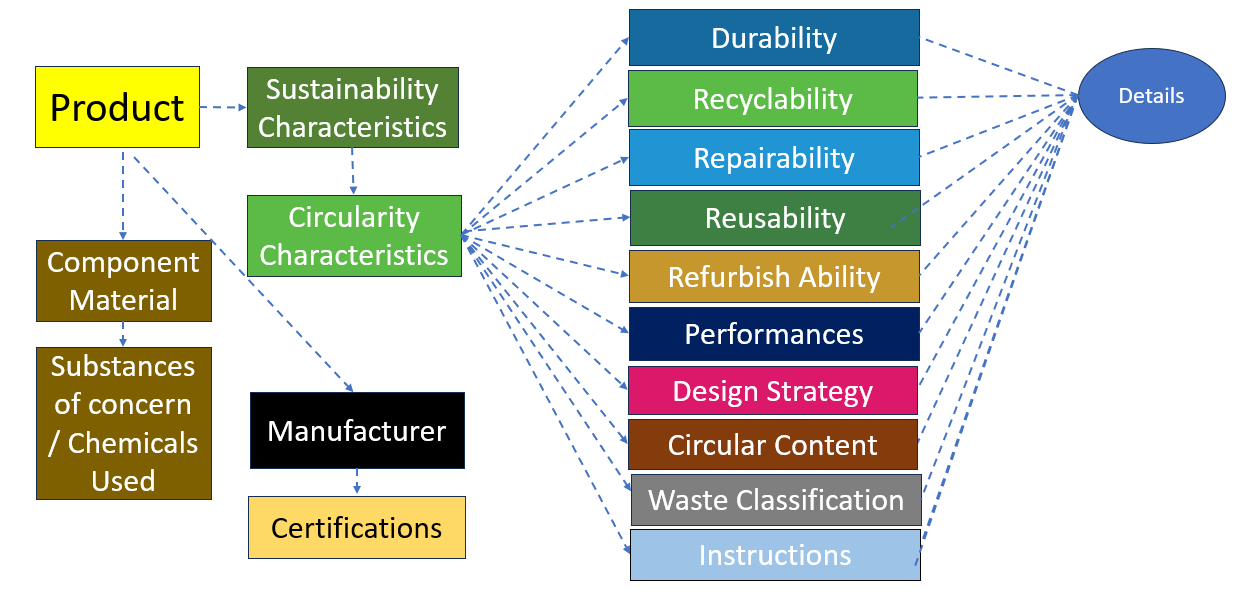 Product
Sustainability
Characteristics
Circularity
Characteristics
Component
Material
Substances
of concern
/ Chemicals
Used
Manufacturer
Certifications
Durability
Recyclability
Repairability
Reusability
Refurbish Ability
Performances
Design Strategy
Circular Content
Waste Classification
Instructions
Details